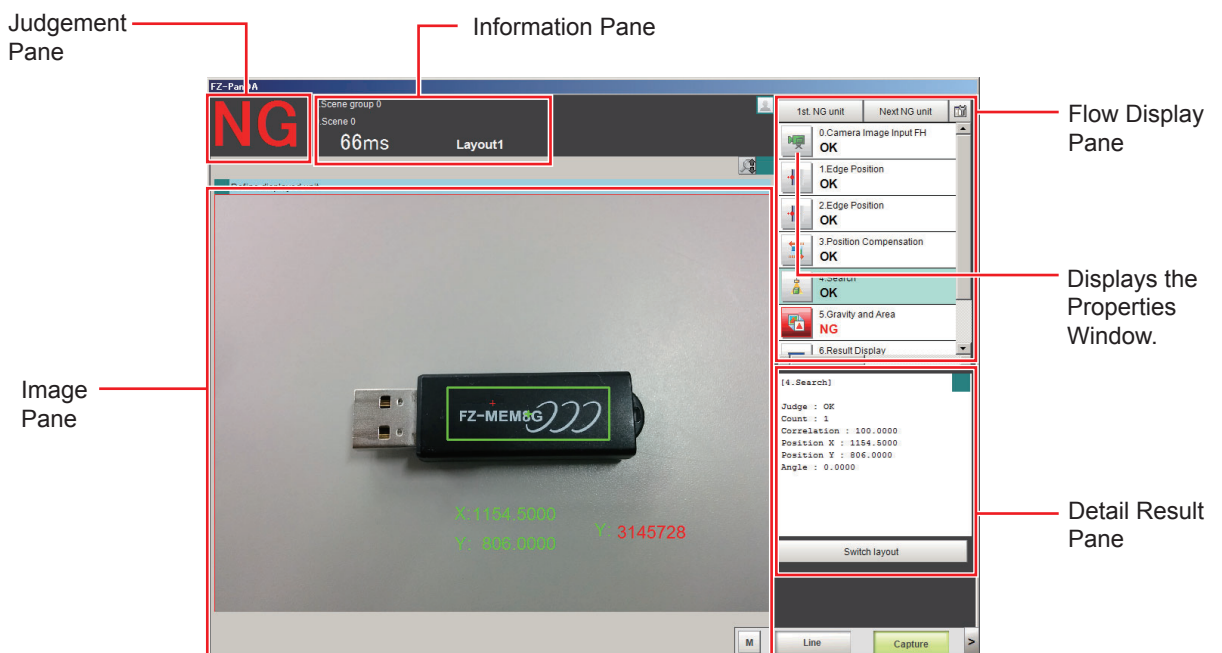 Judgement
Pane
Information Pane
FZ-PanDA
NG
Scene group 0
.Scene 0
66ms
Layout1
1st. NG unit
Next NG unit
0.Camera Image Input FH
OK
1.Edge Position
OK
2.Edge Position
OK
3.Position Compensation
OK
4.Search
OK
5.Gravity and Area
NG
6.Result Display
Flow Display
Pane
Displays the
Properties
Window.
Image
Pane
FZ-MEM8G
X:1154.5000
Y: 806.0000
Y: 3145728
[4.Search]
Judge : OK
Count : 1
Correlation : 100.0000
Position X : 1154.5000
Position Y : 806.0000
Angle : 0.0000
Switch layout
Detail Result
Pane
M
Line
Capture
>